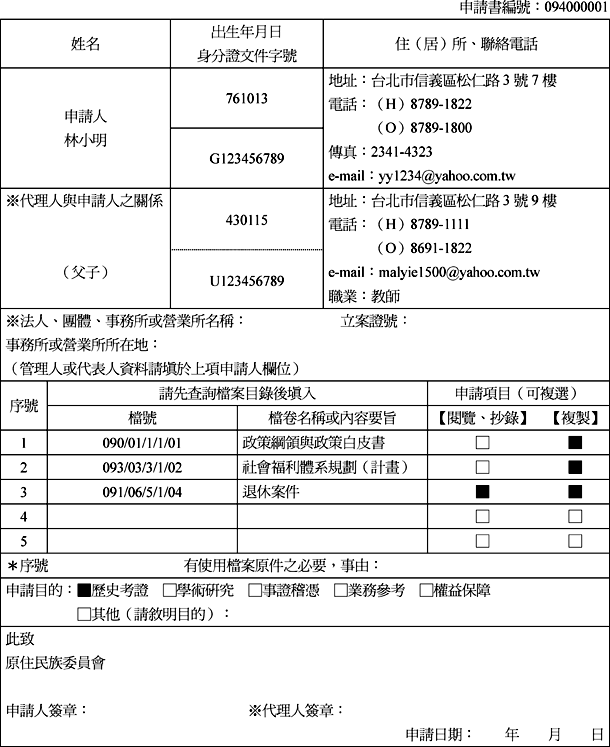 申請書編號：094000001
姓名
出生年月日
身分證文件字號
住（居）所、聯絡電話
申請人
林小明
761013
G123456789
地址：台北市信義區松仁路3號7樓
電話：（H）8789-1822
（O）8789-1800
傳真：2341-4323
e-mail：yy1234@yahoo.com.tw
※代理人與申請人之關係
（父子）
430115
U123456789
地址：台北市信義區松仁路3號9樓
電話：（H）8789-1111
（O）8691-1822
e-mail：malyie1500@yahoo.com.tw
職業：教師
※法人、團體、事務所或營業所名稱： 立案證號：
事務所或營業所所在地：
（管理人或代表人資料請填於上項申請人欄位）
序號 請先查詢檔案目錄後填入 申請項目（可複選）
檔號 檔卷名稱或內容要旨 【閱覽、抄錄】 【複製】
1 090/01/1/1/01 政策綱領與政策白皮書 □ ■
2 093/03/3/1/02 社會福利體系規劃（計畫） □ ■
3 091/06/5/1/04 退休案件 ■ ■
4 □ □
5 □ □
＊序號 有使用檔案原件之必要，事由：
申請目的：■歷史考證 □學術研究 □事證稽憑 □業務參考 □權益保障
□其他（請敘明目的）：
此致
原住民族委員會
申請人簽章： ※代理人簽章：
申請日期： 年 月 日